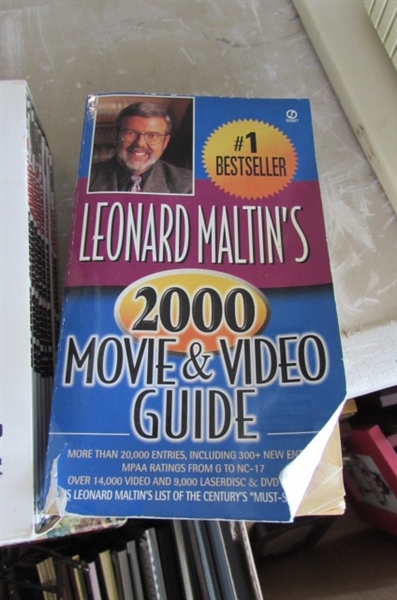 SIGNET
#1
BESTSELLER
LEONARD MALTIN'S
2000
MOVIE & VIDEO
GUIDE
MORE THAN 20,000 ENTRIES, INCLUDING 300+ NEW
MPAA RATINGS FROM G TO NC-17
OVER 14,000 VIDEO AND 9,000 LASERDISC & DVD
LEONARD MALTIN'S LIST OF THE CENTURY'S